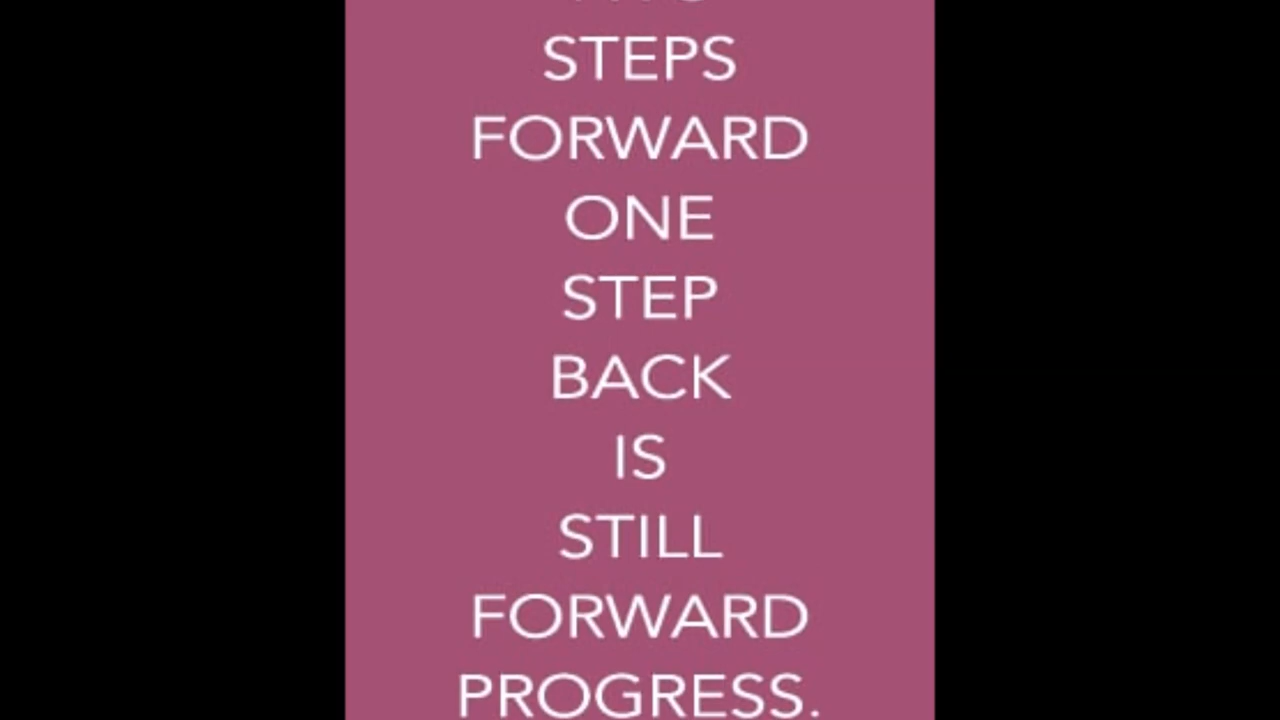 STEPS
FORWARD
ONE
STEP
BACK
IS
STILL
FORWARD
PROGRESS.